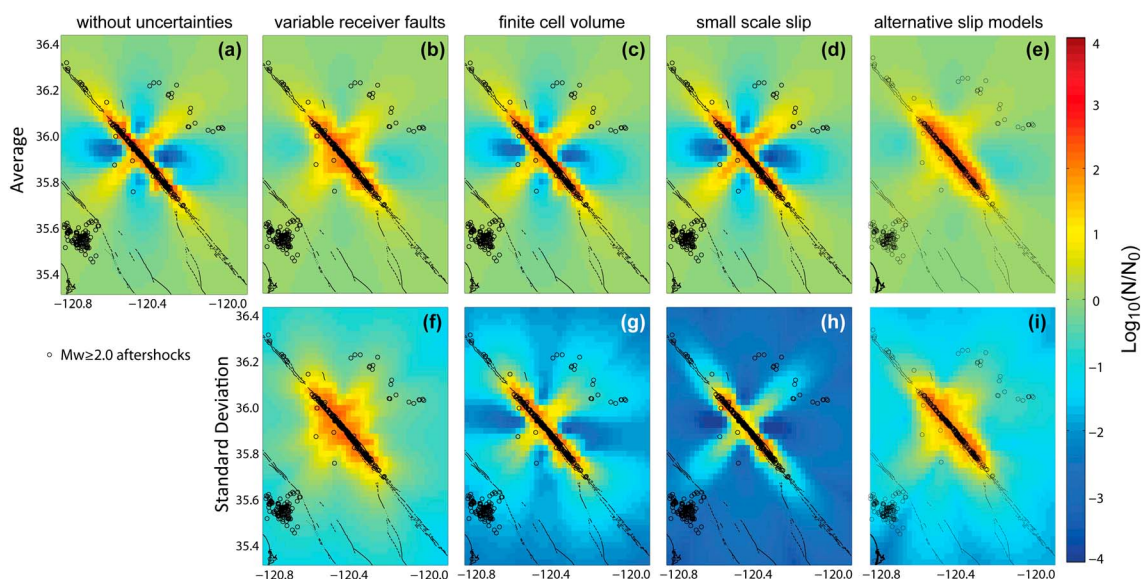 without uncertainties
variable receiver faults
finite cell volume
small scale slip
alternative slip models
36.4
36.2
36.0
35.8
35.6
35.4
Average
(a)
(b)
(c)
(d)
(e)
−120.8
−120.4
−120.0
Mw≥2.0 aftershocks
36.4
36.2
36.0
35.8
35.6
35.4
Standard Deviation
(f)
(g)
(h)
(i)
−120.8
−120.4
−120.0
−120.8
−120.4
−120.0
−120.8
−120.4
−120.0
−120.8
−120.4
−120.0
4
3
2
1
0
−1
−2
−3
−4
Log10(N/N0)